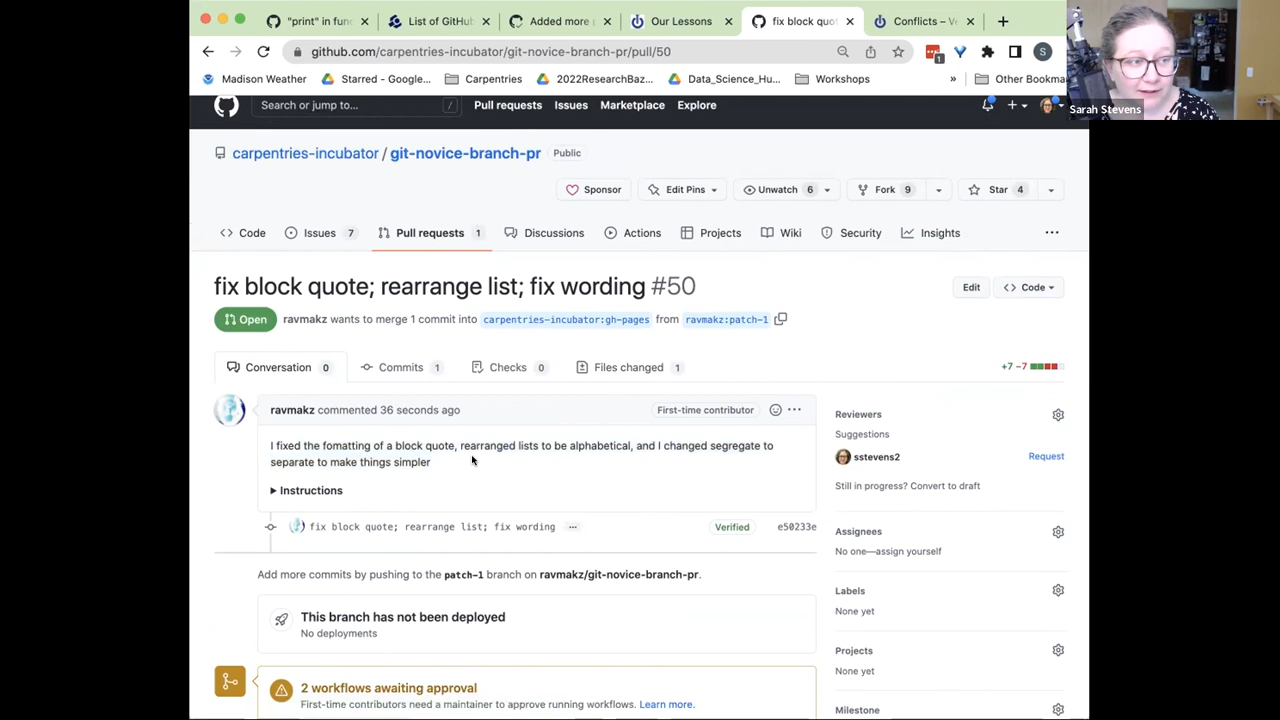 "print" in fun
List of GitHub
Added more g
Our Lessons
fix block quot
Conflicts – Ve
github.com/carpentries-incubator/git-novice-branch-pr/pull/50
1
S
Madison Weather
Starred - Google...
Carpentries
2022ResearchBaz...
Data_Science_Hu...
Workshops
»
Other Bookma
Sarah Stevens
Search or jump to...
/
Pull requests
Issues
Marketplace
Explore
carpentries-incubator / git-novice-branch-pr Public
Sponsor
Edit Pins
Unwatch 6
Fork 9
Star 4
Code
Issues 7
Pull requests 1
Discussions
Actions
Projects
Wiki
Security
Insights
fix block quote; rearrange list; fix wording #50
Edit
Code
Open
ravmakz wants to merge 1 commit into carpentries-incubator:gh-pages from ravmakz:patch-1
Conversation 0
Commits 1
Checks 0
Files changed 1
+7 −7
ravmakz commented 36 seconds ago
First-time contributor
I fixed the fomatting of a block quote, rearranged lists to be alphabetical, and I changed segregate to
separate to make things simpler
Instructions
fix block quote; rearrange list; fix wording
Verified
e50233e
Add more commits by pushing to the patch-1 branch on ravmakz/git-novice-branch-pr.
This branch has not been deployed
No deployments
2 workflows awaiting approval
First-time contributors need a maintainer to approve running workflows. Learn more.
Reviewers
Suggestions
sstevens2
Request
Still in progress? Convert to draft
Assignees
No one—assign yourself
Labels
None yet
Projects
None yet
Milestone